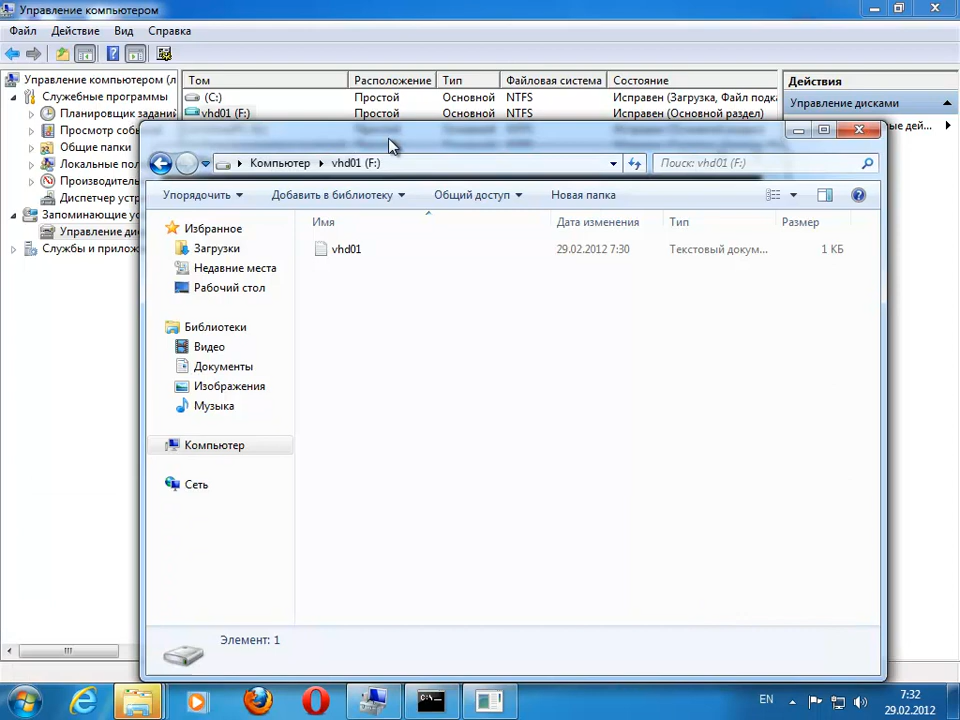 Управление компьютером
Файл Действие Вид Справка
Управление компьютером (л
Служебные программы
Планировщик заданий
Просмотр собы
Общие папки
Локальные по
Производитель
Диспетчер устр
Запоминающие ус
Управление ди
Службы и прилож
Том Расположение Тип Файловая система Состояние
(C:) Простой Основной NTFS Исправен (Загрузка, Файл подка
vhd01 (F:) Простой Основной NTFS Исправен (Основной раздел)
Действия
Управление дисками
ные дей...
Компьютер vhd01 (F:)
Поиск: vhd01 (F:)
Упорядочить Добавить в библиотеку Общий доступ Новая папка
Избранное
Загрузки
Недавние места
Рабочий стол
Библиотеки
Видео
Документы
Изображения
Музыка
Компьютер
Сеть
Имя Дата изменения Тип Размер
vhd01 29.02.2012 7:30 Текстовый докум... 1 КБ
Элемент: 1
EN
7:32
29.02.2012